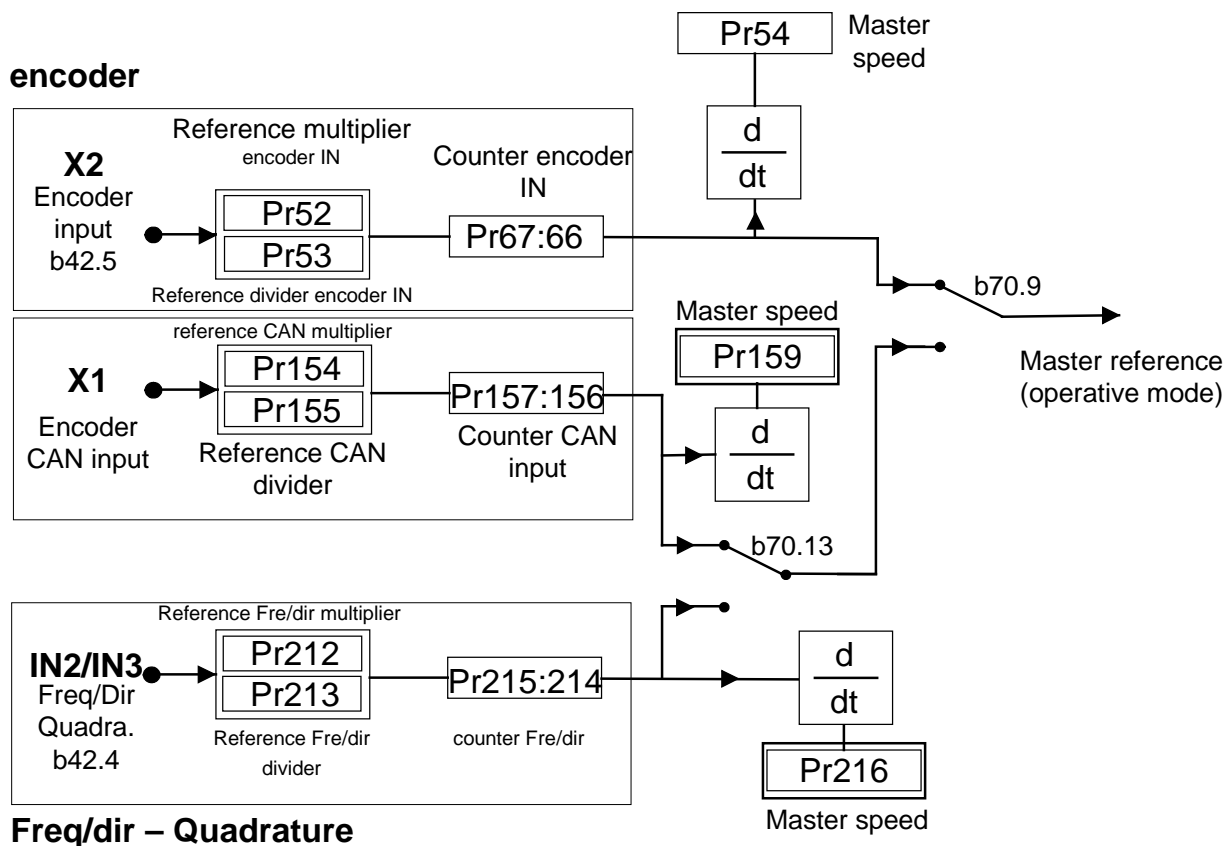 Pr54
Master
speed
encoder
d
dt
Reference multiplier
encoder IN
X2
Encoder
input
b42.5
Pr52
Pr53
Reference divider encoder IN
Counter encoder
IN
Pr67:66
b70.9
Master reference
(operative mode)
reference CAN multiplier
X1
Encoder
CAN input
Pr154
Pr155
Reference CAN
divider
Pr157:156
Counter CAN
input
Master speed
Pr159
d
dt
b70.13
Reference Fre/dir multiplier
IN2/IN3
Freq/Dir
Quadra.
b42.4
Pr212
Pr213
Reference Fre/dir
divider
Pr215:214
counter Fre/dir
d
dt
Pr216
Master speed
Freq/dir – Quadrature